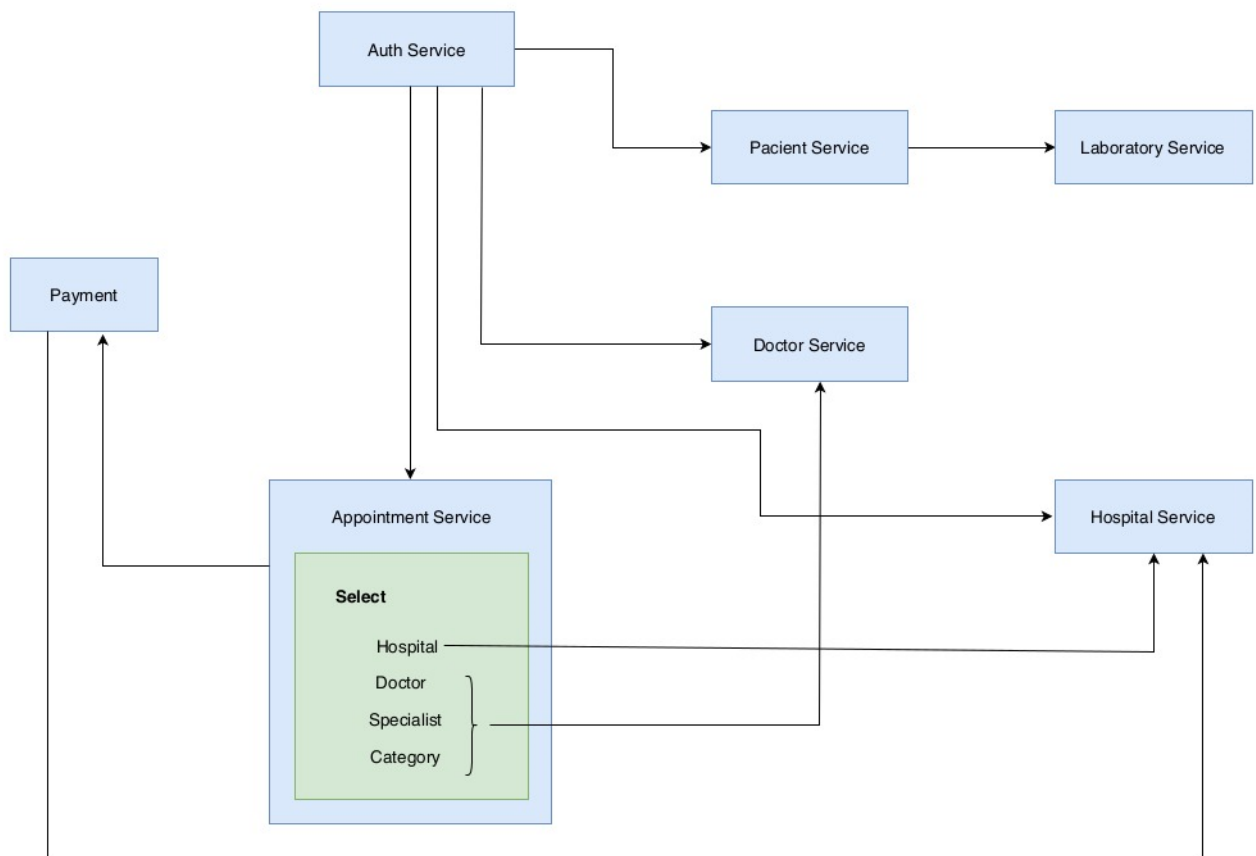 Auth Service
Pacient Service
Laboratory Service
Payment
Doctor Service
Appointment Service
Hospital Service
Select
Hospital
Doctor
Specialist
Category